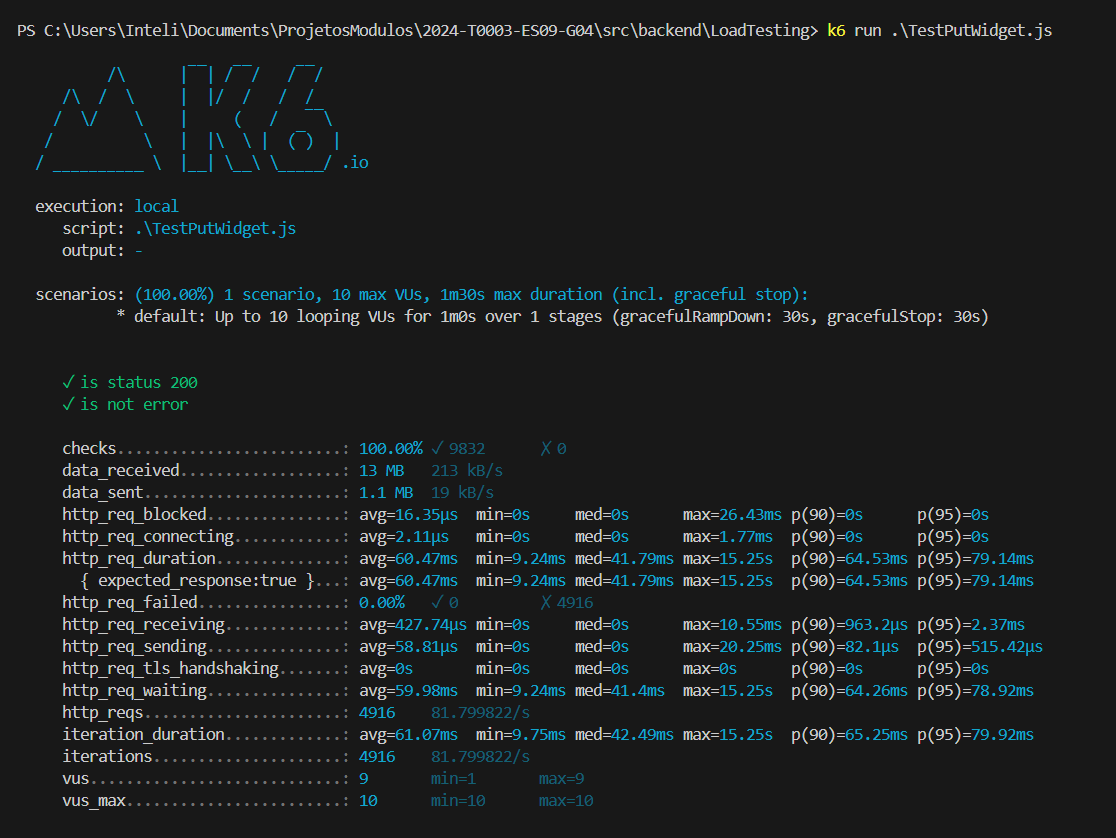 PS C:\Users\Inteli\Documents\ProjetosModulos\2024-T0003-ES09-G04\src\backend\LoadTesting> k6 run .\TestPutWidget.js
          /\      |‾‾| /‾‾/   /‾‾/
     /\  /  \     |  |/  /   /  /
    /  \/    \    |     (   /   ‾‾\
   /          \   |  |\  \ |  (‾)  |
  / __________ \  |__| \__\ \_____/ .io
execution: local
script: .\TestPutWidget.js
output: -
scenarios: (100.00%) 1 scenario, 10 max VUs, 1m30s max duration (incl. graceful stop):
* default: Up to 10 looping VUs for 1m0s over 1 stages (gracefulRampDown: 30s, gracefulStop: 30s)
✓ is status 200
✓ is not error
checks.........................: 100.00% ✓ 9832 ✗ 0
data_received..................: 13 MB 213 kB/s
data_sent......................: 1.1 MB 19 kB/s
http_req_blocked...............: avg=16.35µs min=0s med=0s max=26.43ms p(90)=0s p(95)=0s
http_req_connecting............: avg=2.11µs min=0s med=0s max=1.77ms p(90)=0s p(95)=0s
http_req_duration..............: avg=60.47ms min=9.24ms med=41.79ms max=15.25s p(90)=64.53ms p(95)=79.14ms
{ expected_response:true }...: avg=60.47ms min=9.24ms med=41.79ms max=15.25s p(90)=64.53ms p(95)=79.14ms
http_req_failed................: 0.00% ✓ 0 ✗ 4916
http_req_receiving.............: avg=427.74µs min=0s med=0s max=10.55ms p(90)=963.2µs p(95)=2.37ms
http_req_sending...............: avg=58.81µs min=0s med=0s max=20.25ms p(90)=82.1µs p(95)=515.42µs
http_req_tls_handshaking.......: avg=0s min=0s med=0s max=0s p(90)=0s p(95)=0s
http_req_waiting...............: avg=59.98ms min=9.24ms med=41.4ms max=15.25s p(90)=64.26ms p(95)=78.92ms
http_reqs......................: 4916 81.799822/s
iteration_duration.............: avg=61.07ms min=9.75ms med=42.49ms max=15.25s p(90)=65.25ms p(95)=79.92ms
iterations.....................: 4916 81.799822/s
vus............................: 9 min=1 max=9
vus_max........................: 10 min=10 max=10